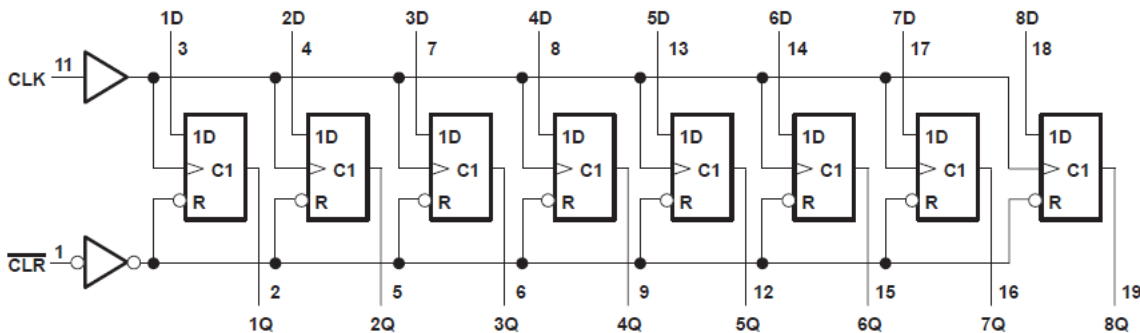 1D 2D 3D 4D 5D 6D 7D 8D
3 4 7 8 13 14 17 18
CLK 11
1D 1D 1D 1D 1D 1D 1D 1D
C1 C1 C1 C1 C1 C1 C1 C1
R R R R R R R R
CLR 1
2 5 6 9 12 15 16 19
1Q 2Q 3Q 4Q 5Q 6Q 7Q 8Q